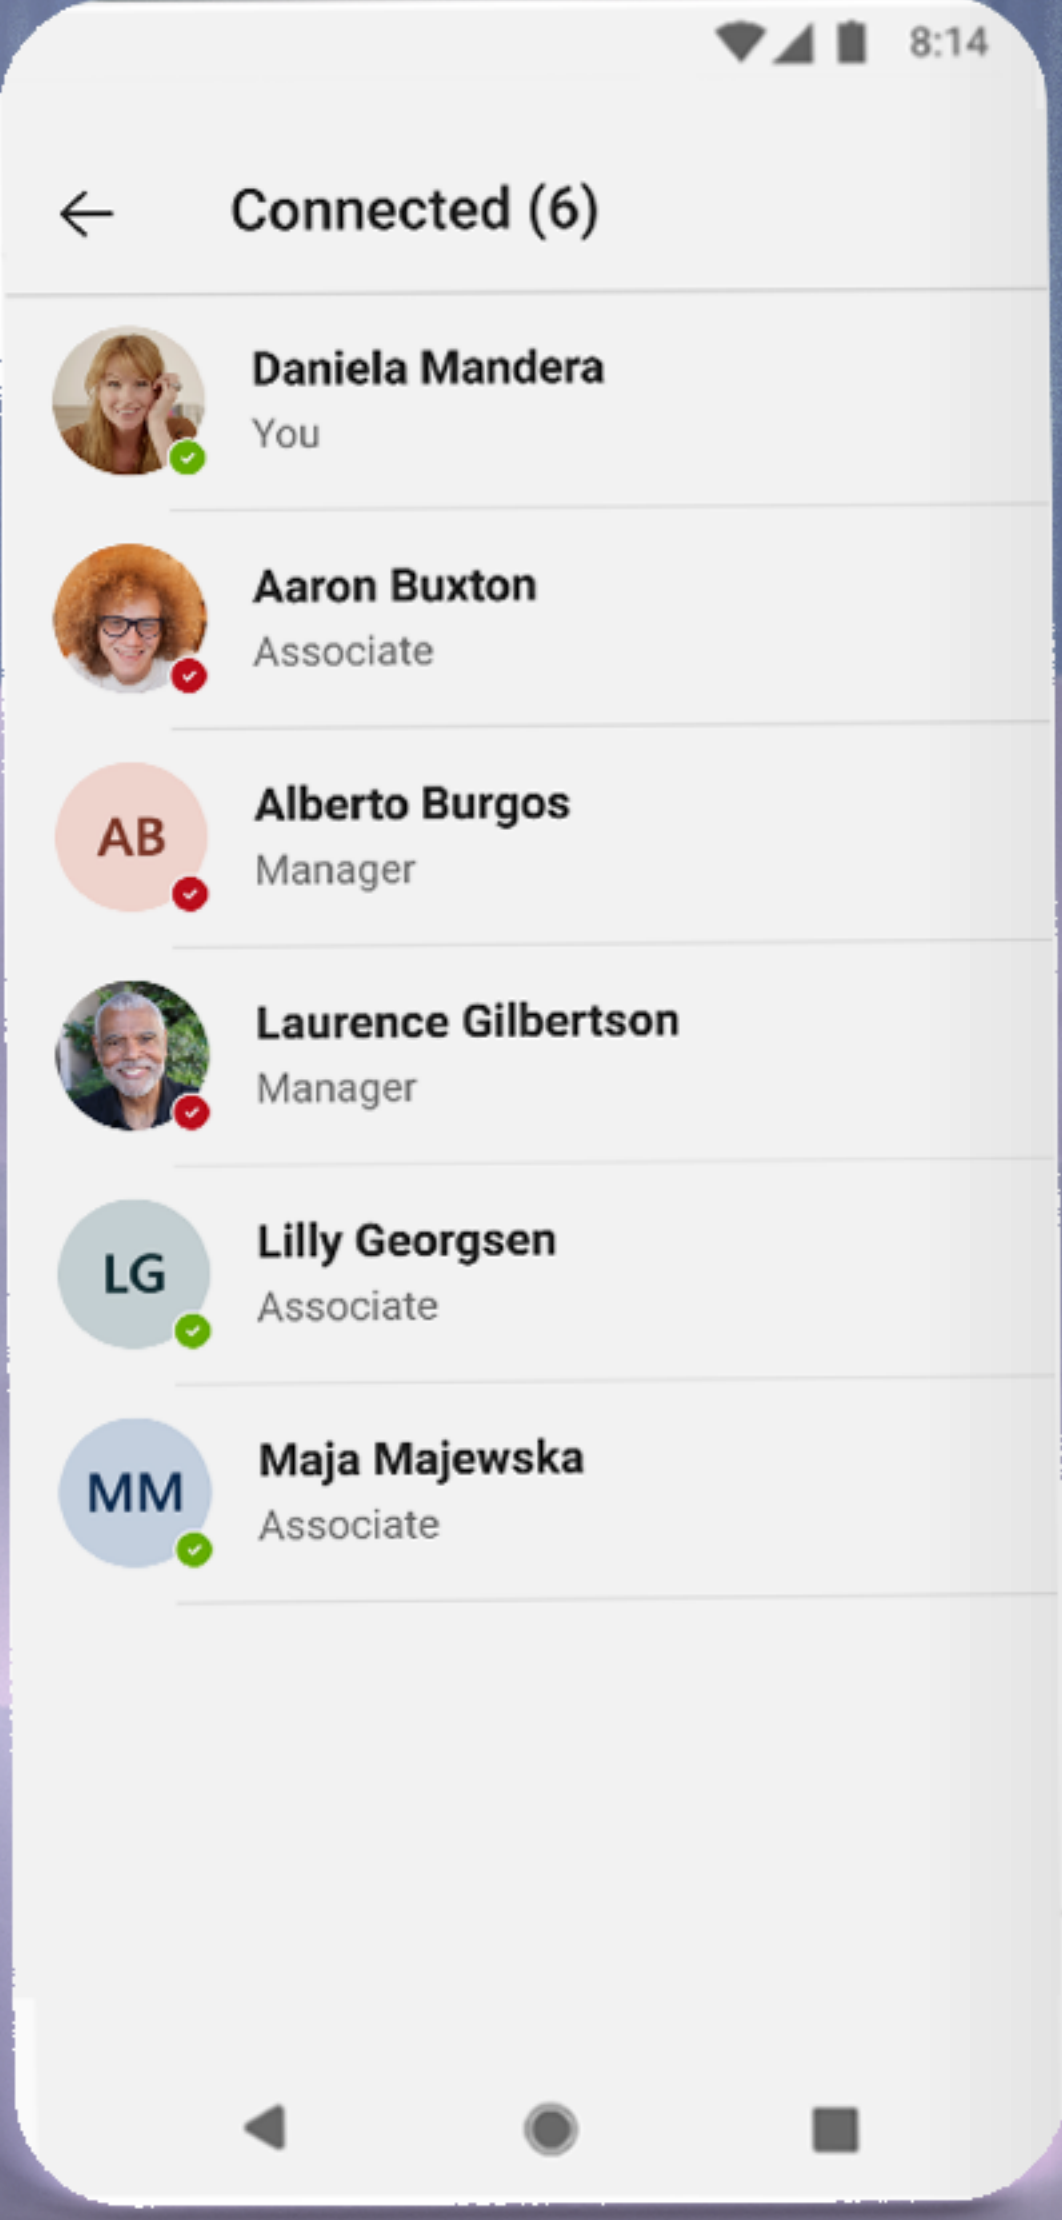 8:14
Connected (6)
Daniela Mandera
You
Aaron Buxton
Associate
AB
Alberto Burgos
Manager
Laurence Gilbertson
Manager
LG
Lilly Georgsen
Associate
MM
Maja Majewska
Associate